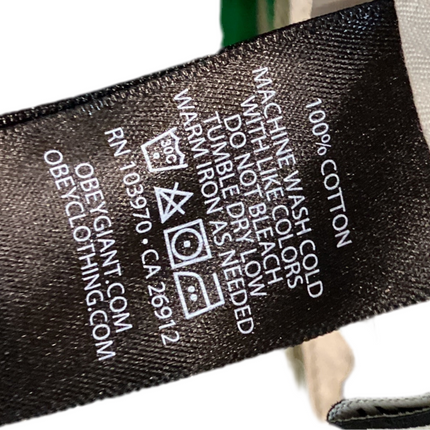 100% COTTON
MACHINE WASH COLD
WITH LIKE COLORS
DO NOT BLEACH
TUMBLE DRY LOW
WARM IRON AS NEEDED
30C
RN 103970 • CA 26912
OBEYGIANT.COM
OBEYCLOTHING.COM